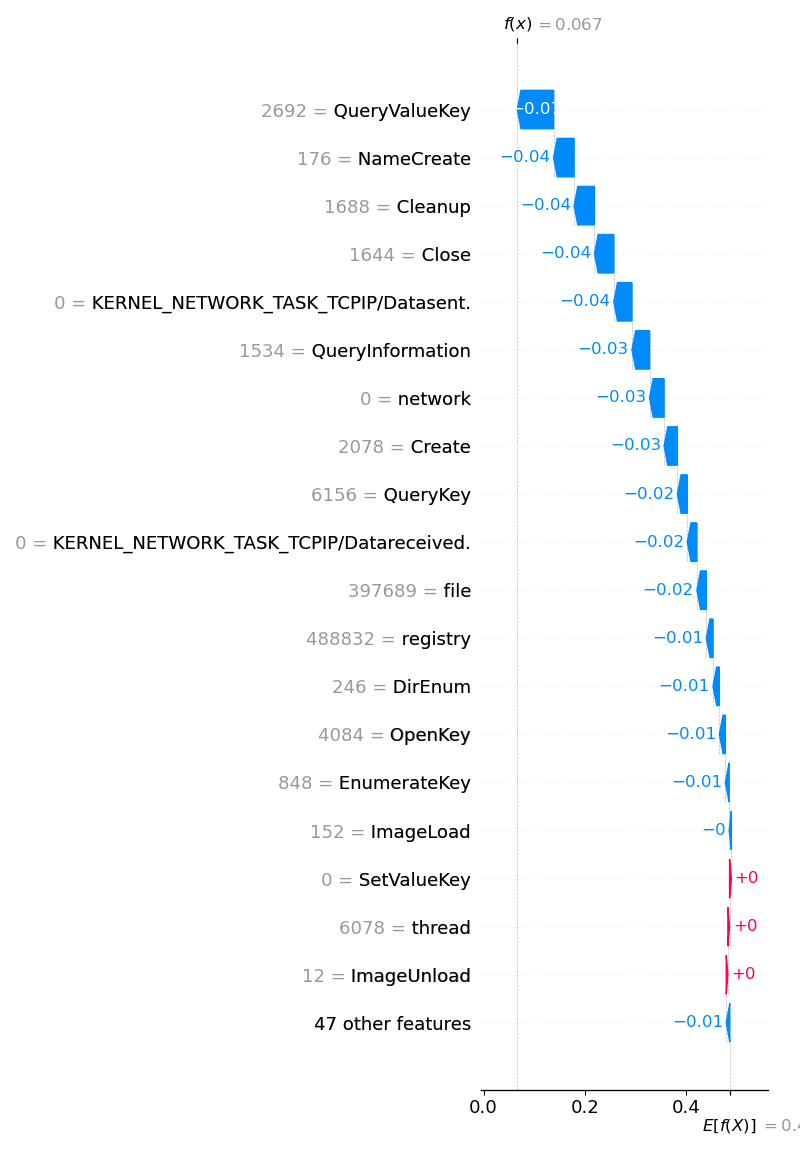 f(x) = 0.067
2692 = QueryValueKey −0.07
176 = NameCreate −0.04
1688 = Cleanup −0.04
1644 = Close −0.04
0 = KERNEL_NETWORK_TASK_TCPIP/Datasent. −0.04
1534 = QueryInformation −0.03
0 = network −0.03
2078 = Create −0.03
6156 = QueryKey −0.02
0 = KERNEL_NETWORK_TASK_TCPIP/Datareceived. −0.02
397689 = file −0.02
488832 = registry −0.01
246 = DirEnum −0.01
4084 = OpenKey −0.01
848 = EnumerateKey −0.01
152 = ImageLoad −0
0 = SetValueKey +0
6078 = thread +0
12 = ImageUnload +0
47 other features −0.01
0.0 0.2 0.4
E[f(X)] = 0.4